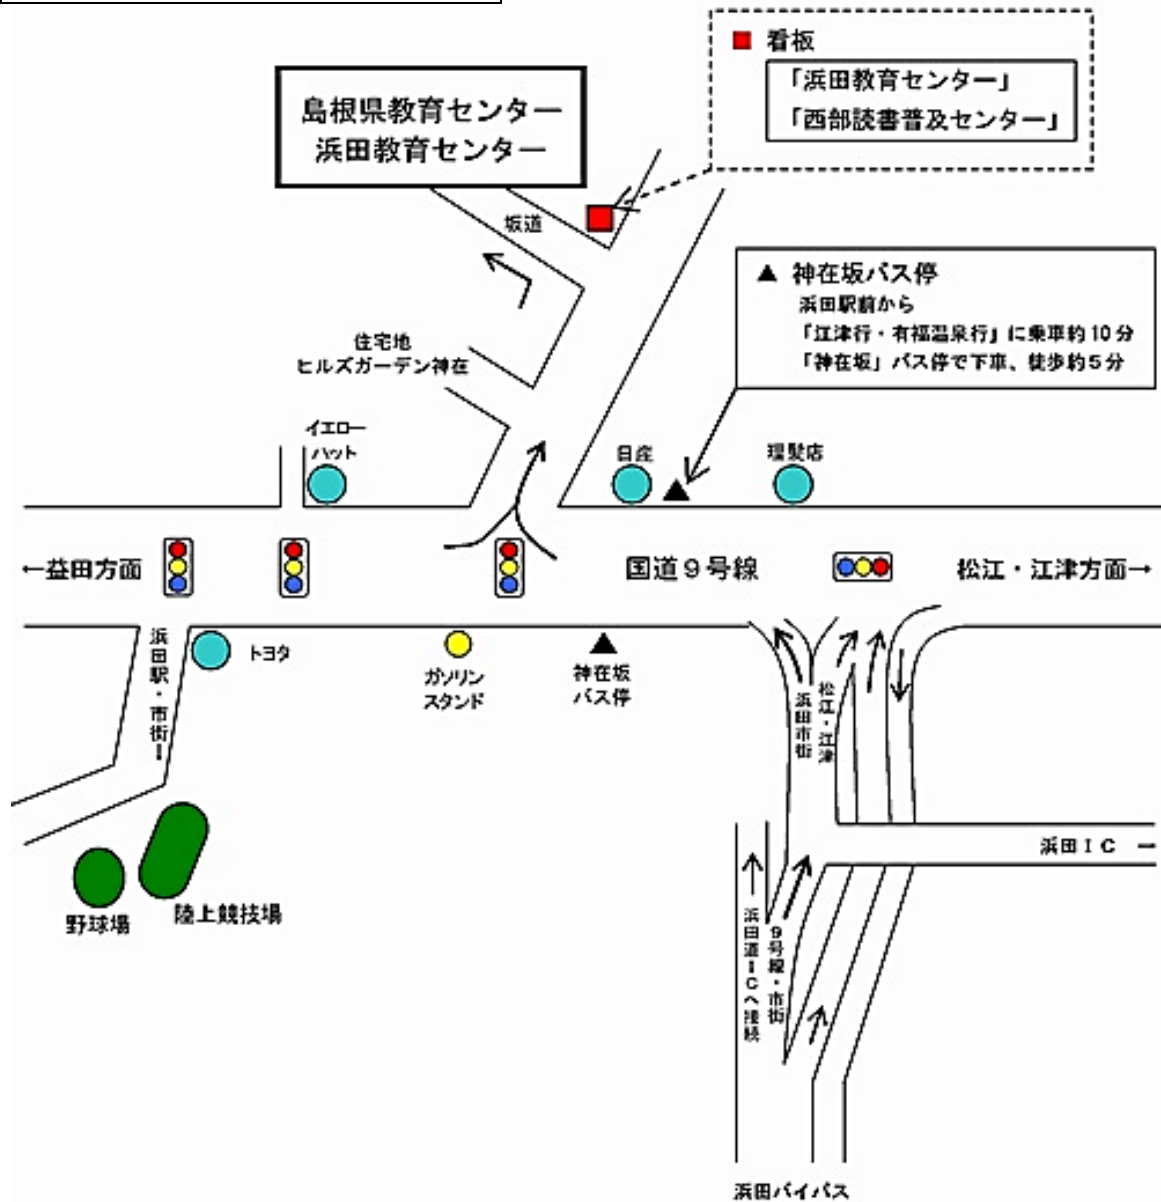 ■ 看板
「浜田教育センター」
「西部読書普及センター」
島根県教育センター
浜田教育センター
坂道
▲ 神在坂バス停
浜田駅前から
「江津行・有福温泉行」に乗車約10分
「神在坂」バス停で下車、徒歩約5分
住宅地
ヒルズガーデン神在
イエロー
ハット
日産
理髪店
←益田方面
国道9号線
松江・江津方面→
浜田駅・市街ー
トヨタ
ガソリン
スタンド
神在坂
バス停
浜田市街
松江・江津
浜田IC ー
野球場
陸上競技場
浜田道ICへ接続
9号線・市街
浜田バイパス